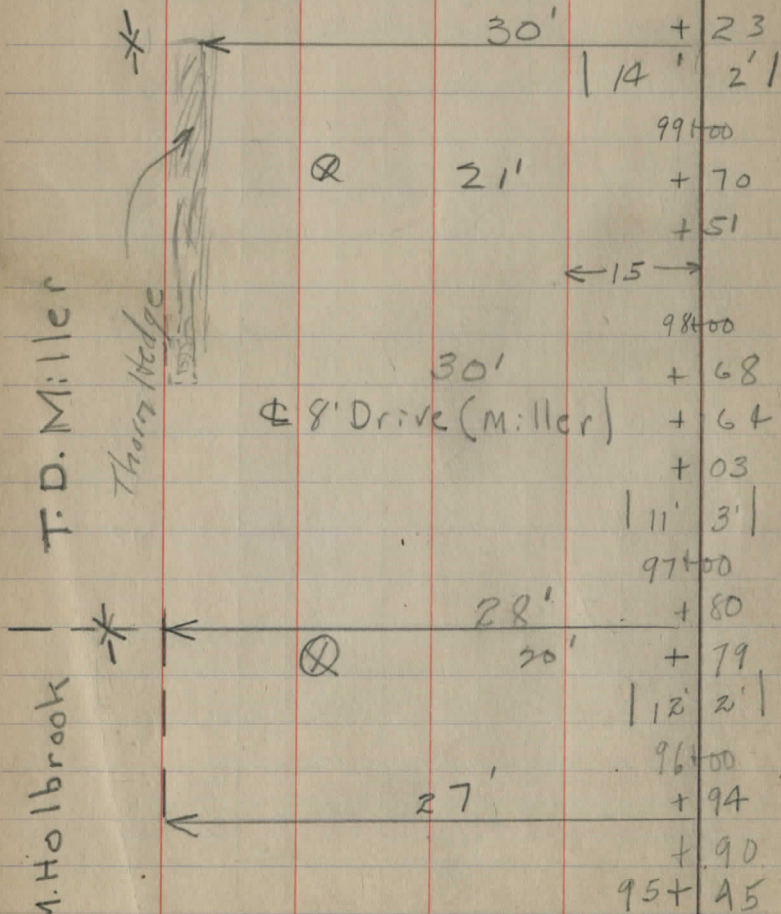 30' + 23
14' 2'
99+00
21' + 70
+ 51
15
98+00
30' + 68
℄ 8' Drive (Miller) + 64
+ 03
11' 3'
97+00
28' + 80
20' + 79
12' 2'
96+00
27' + 94
+ 90
95+45
T.D. Miller
Thorn Hedge
M. Holbrook